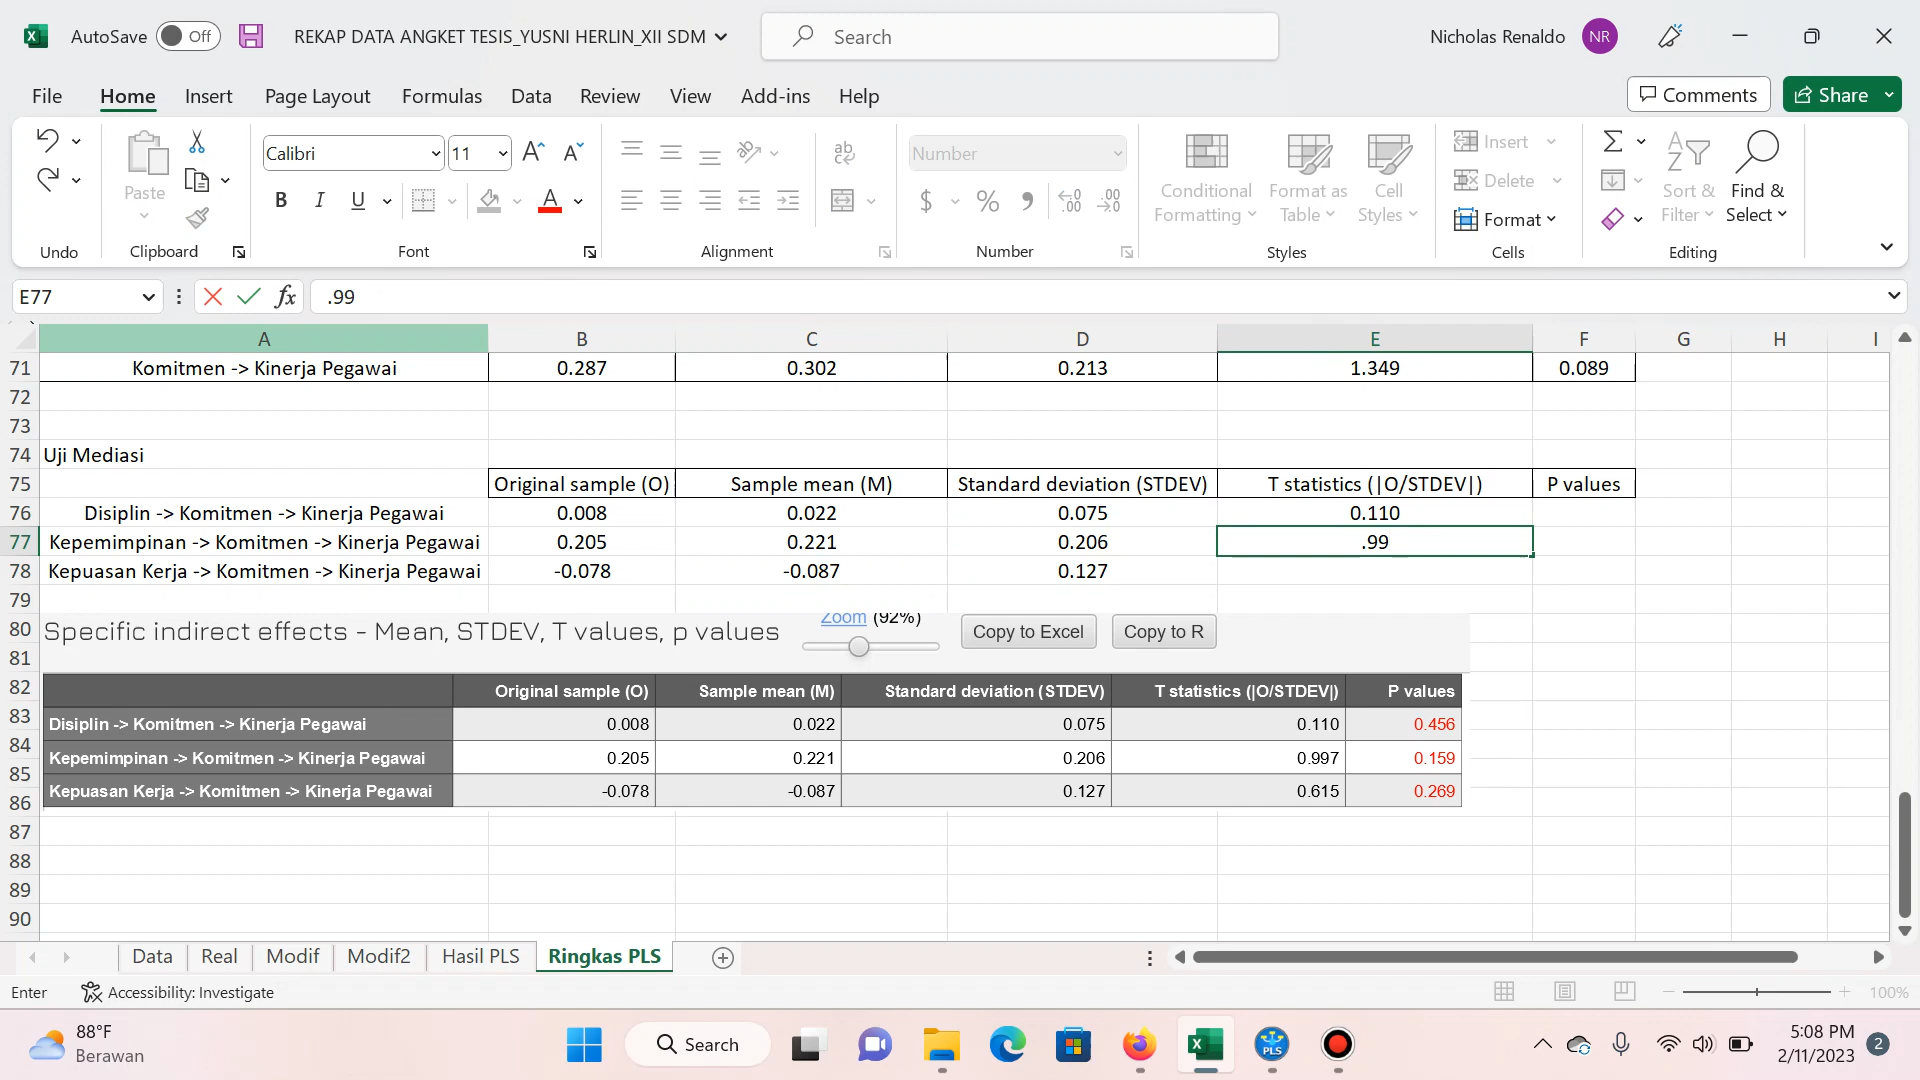 AutoSave Off REKAP DATA ANGKET TESIS_YUSNI HERLIN_XII SDM Search Nicholas Renaldo NR
File Home Insert Page Layout Formulas Data Review View Add-ins Help Comments Share
Paste
Calibri 11
ab
Number
$ % .00
Conditional Formatting
Format as Table
Cell Styles
Insert
Delete
Format
Sort & Filter
Find & Select
Undo Clipboard Font Alignment Number Styles Cells Editing
E77 fx .99
A B C D E F G H I
71 Komitmen -> Kinerja Pegawai 0.287 0.302 0.213 1.349 0.089
72
73
74 Uji Mediasi
75 Original sample (O) Sample mean (M) Standard deviation (STDEV) T statistics (|O/STDEV|) P values
76 Disiplin -> Komitmen -> Kinerja Pegawai 0.008 0.022 0.075 0.110
77 Kepemimpinan -> Komitmen -> Kinerja Pegawai 0.205 0.221 0.206 .99
78 Kepuasan Kerja -> Komitmen -> Kinerja Pegawai -0.078 -0.087 0.127
79
80 Specific indirect effects - Mean, STDEV, T values, p values Zoom (92%) Copy to Excel Copy to R
81
82 Original sample (O) Sample mean (M) Standard deviation (STDEV) T statistics (|O/STDEV|) P values
83 Disiplin -> Komitmen -> Kinerja Pegawai 0.008 0.022 0.075 0.110 0.456
84 Kepemimpinan -> Komitmen -> Kinerja Pegawai 0.205 0.221 0.206 0.997 0.159
85
86 Kepuasan Kerja -> Komitmen -> Kinerja Pegawai -0.078 -0.087 0.127 0.615 0.269
87
88
89
90
Data Real Modif Modif2 Hasil PLS Ringkas PLS
Enter Accessibility: Investigate 100%
88°F
Berawan
Search
PLS
5:08 PM
2/11/2023
2